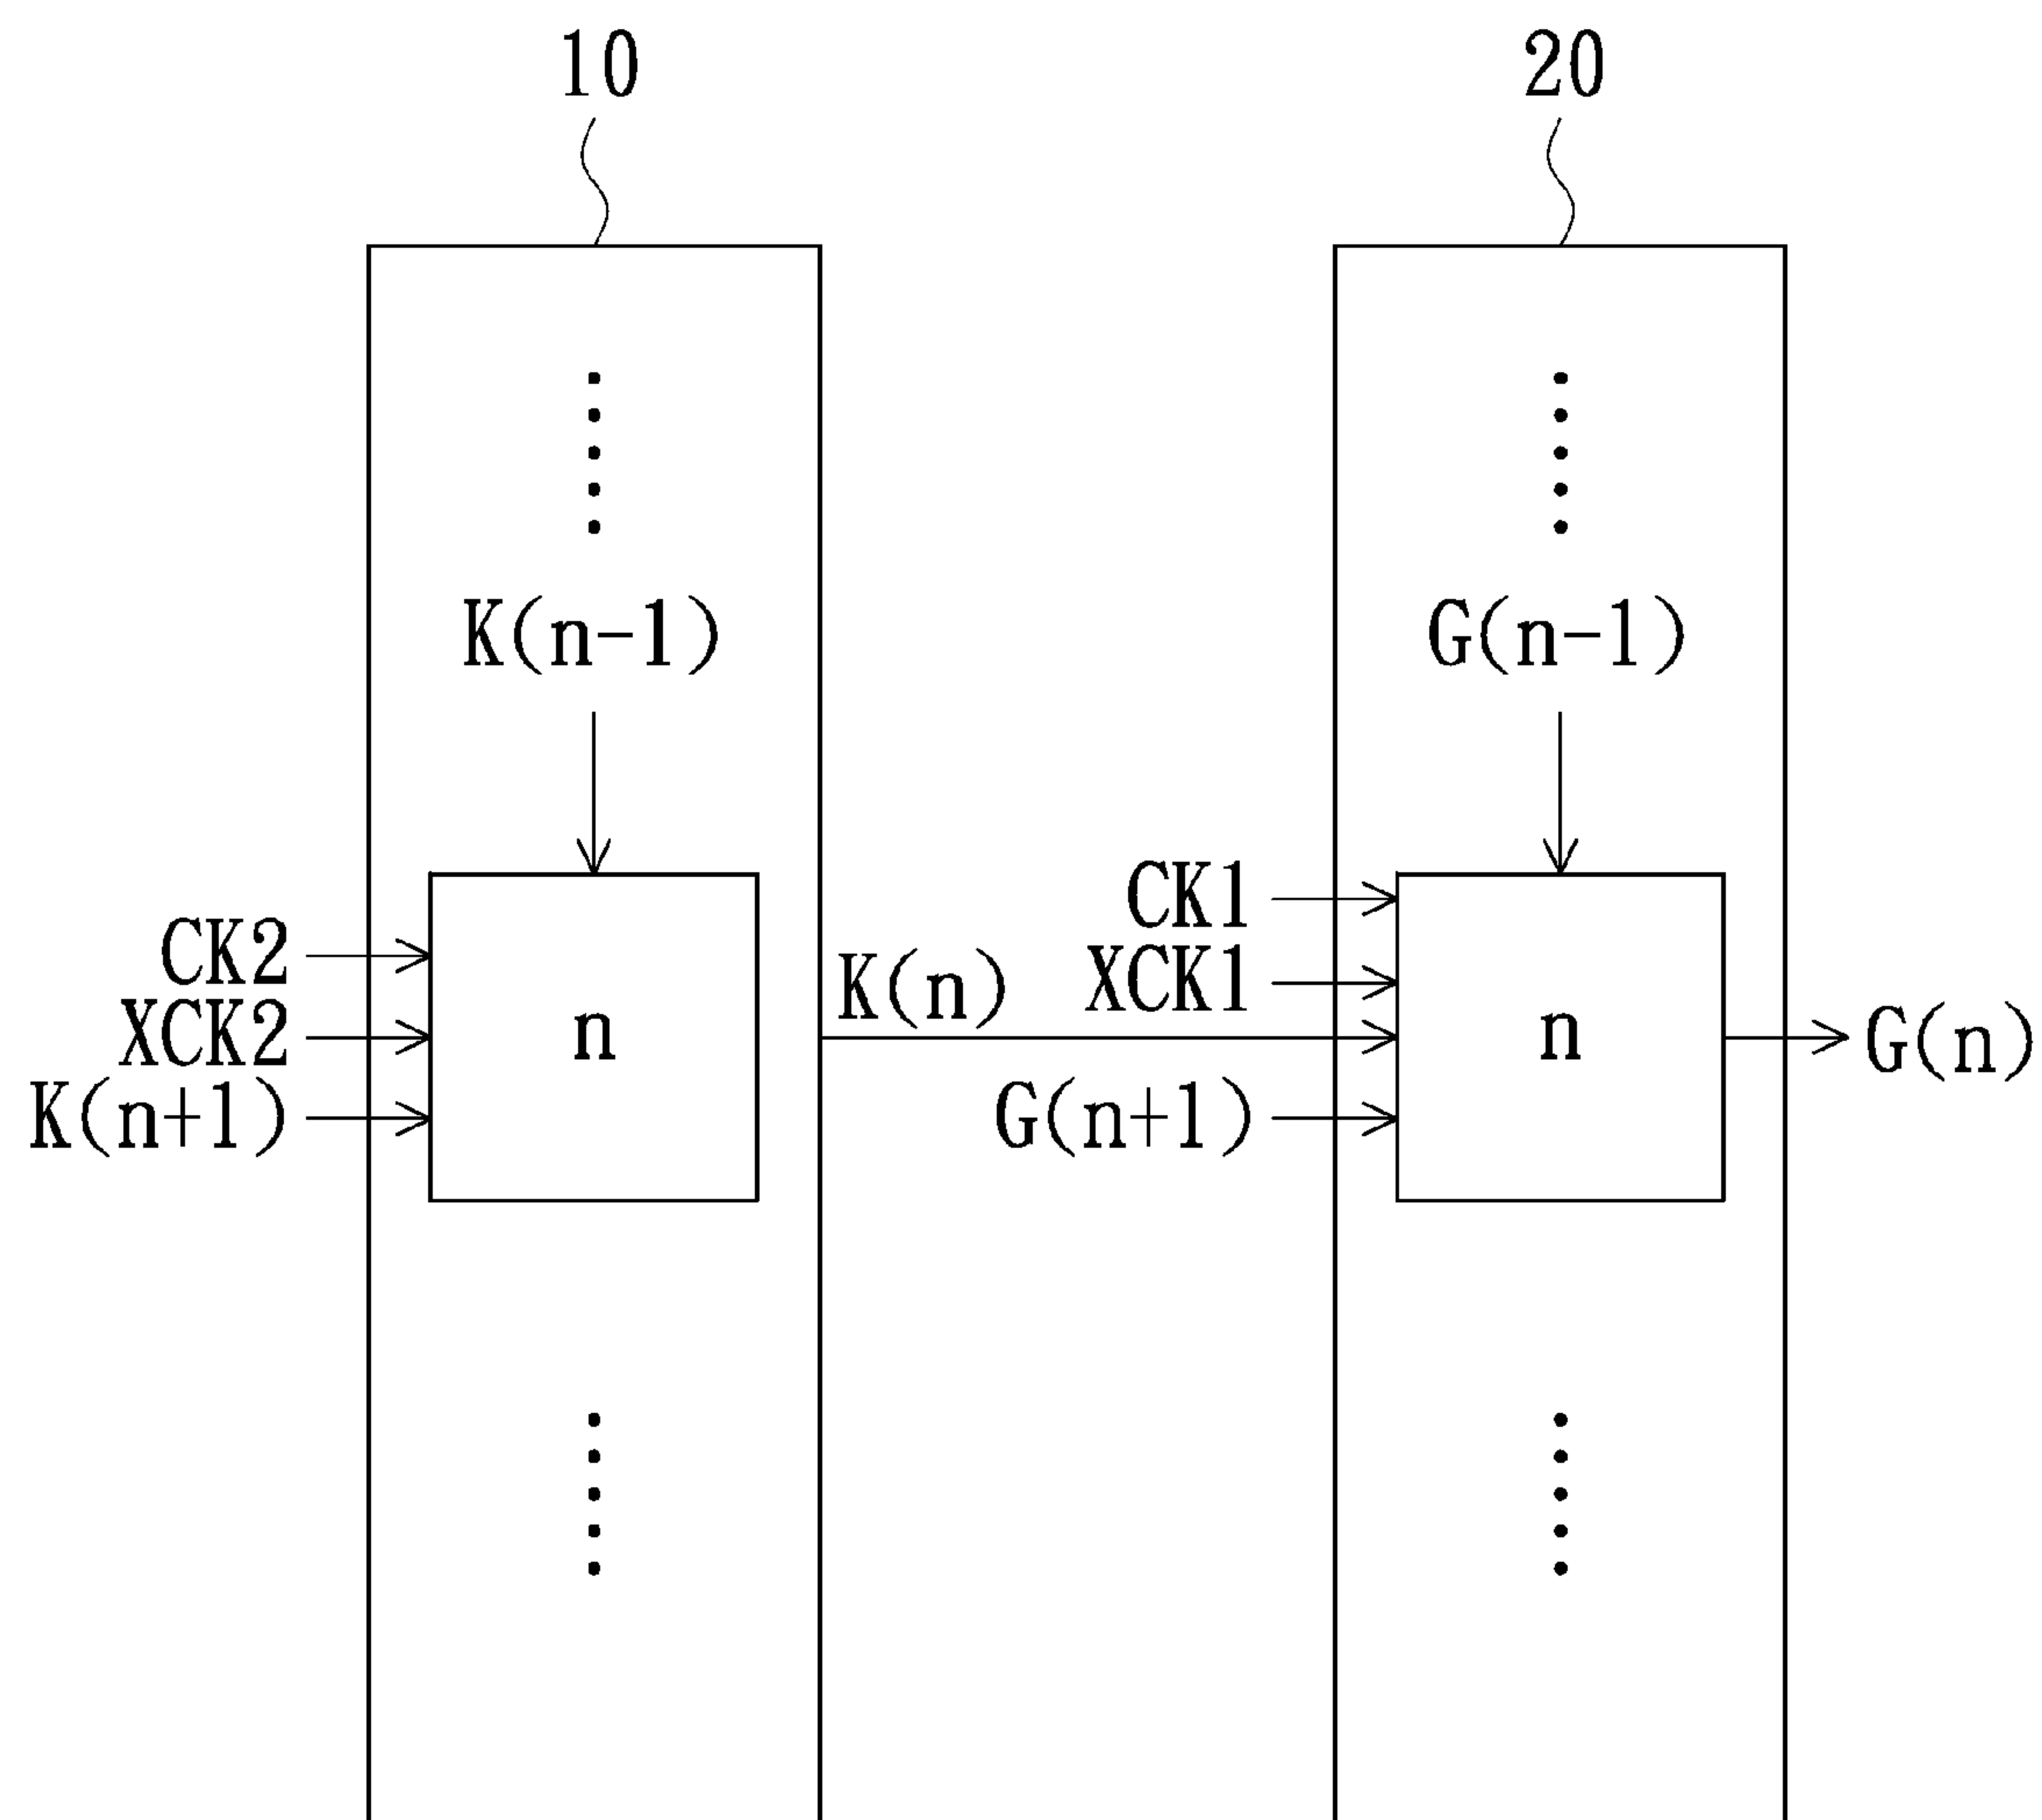 10
20
K(n-1)
G(n-1)
CK1
CK2
K(n)
XCK1
XCK2
n
n
G(n)
K(n+1)
G(n+1)